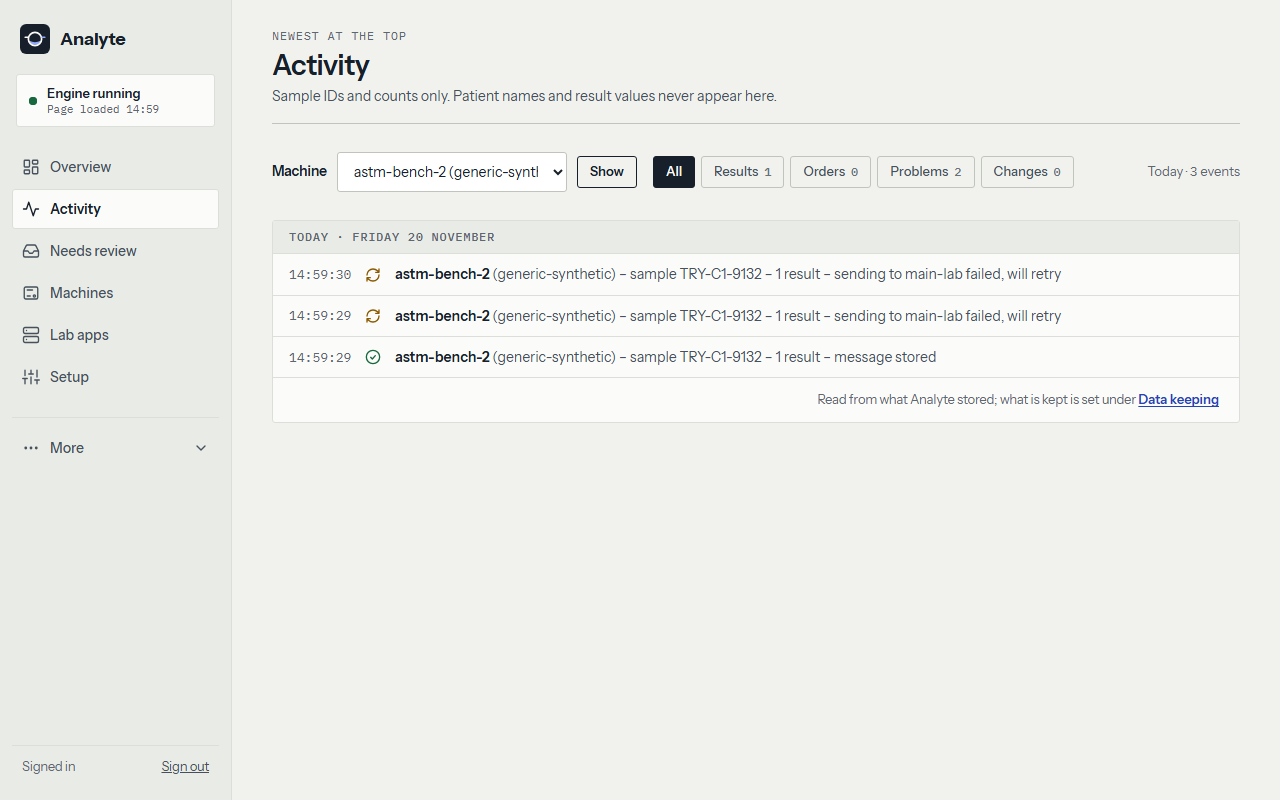 Analyte
Engine running
Page loaded 14:59
Overview
Activity
Needs review
Machines
Lab apps
Setup
More
Signed in
Sign out
NEWEST AT THE TOP
Activity
Sample IDs and counts only. Patient names and result values never appear here.
Machine
astm-bench-2 (generic-synt
Show
All
Results 1
Orders 0
Problems 2
Changes 0
Today · 3 events
TODAY · FRIDAY 20 NOVEMBER
14:59:30 astm-bench-2 (generic-synthetic) – sample TRY-C1-9132 – 1 result – sending to main-lab failed, will retry
14:59:29 astm-bench-2 (generic-synthetic) – sample TRY-C1-9132 – 1 result – sending to main-lab failed, will retry
14:59:29 astm-bench-2 (generic-synthetic) – sample TRY-C1-9132 – 1 result – message stored
Read from what Analyte stored; what is kept is set under Data keeping